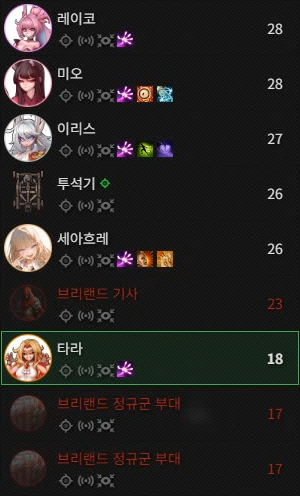 레이코 28
미오 28
이리스 27
투석기 26
세아흐레 26
브리랜드 기사 23
타라 18
브리랜드 정규군 부대 17
브리랜드 정규군 부대 17